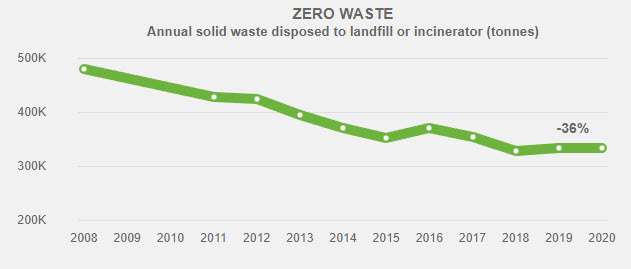 ZERO WASTE
Annual solid waste disposed to landfill or incinerator (tonnes)
500K
400K
-36%
300K
200K
2008 2009 2010 2011 2012 2013 2014 2015 2016 2017 2018 2019 2020